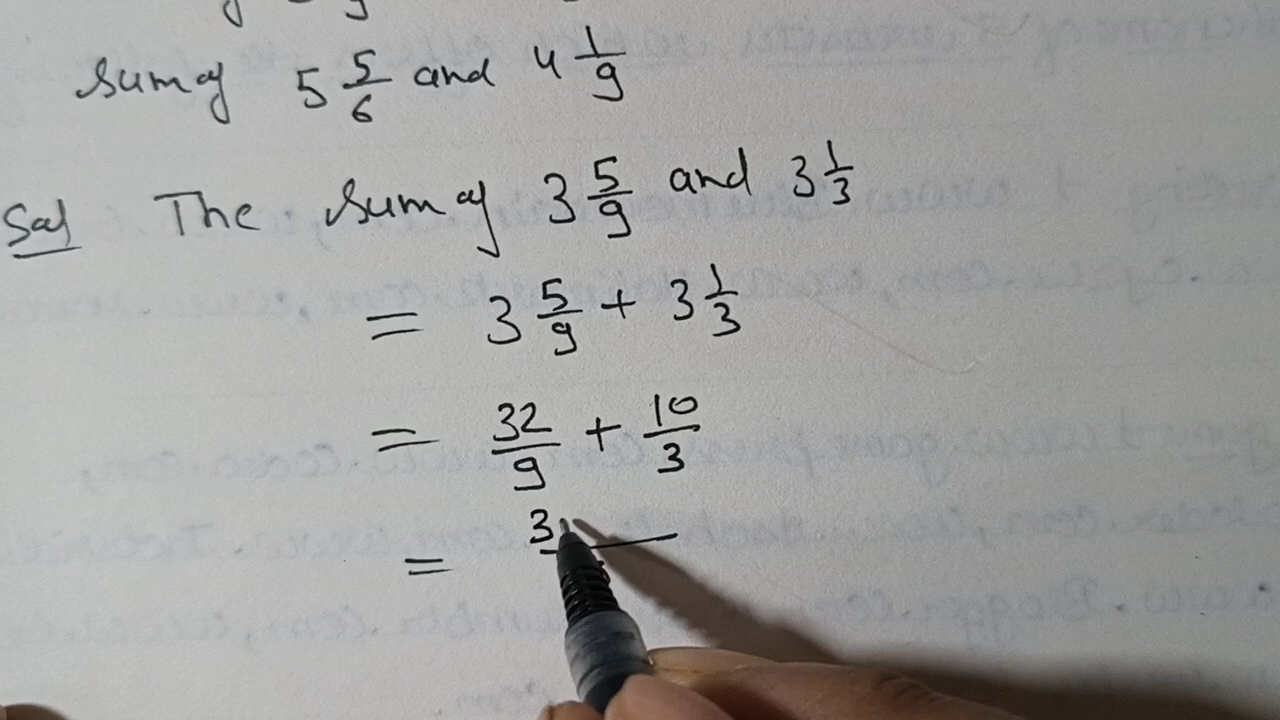 sum of 5 5/6 and 4 1/9
Sol The sum of 3 5/9 and 3 1/3
= 3 5/9 + 3 1/3
= 32/9 + 10/3
= 3